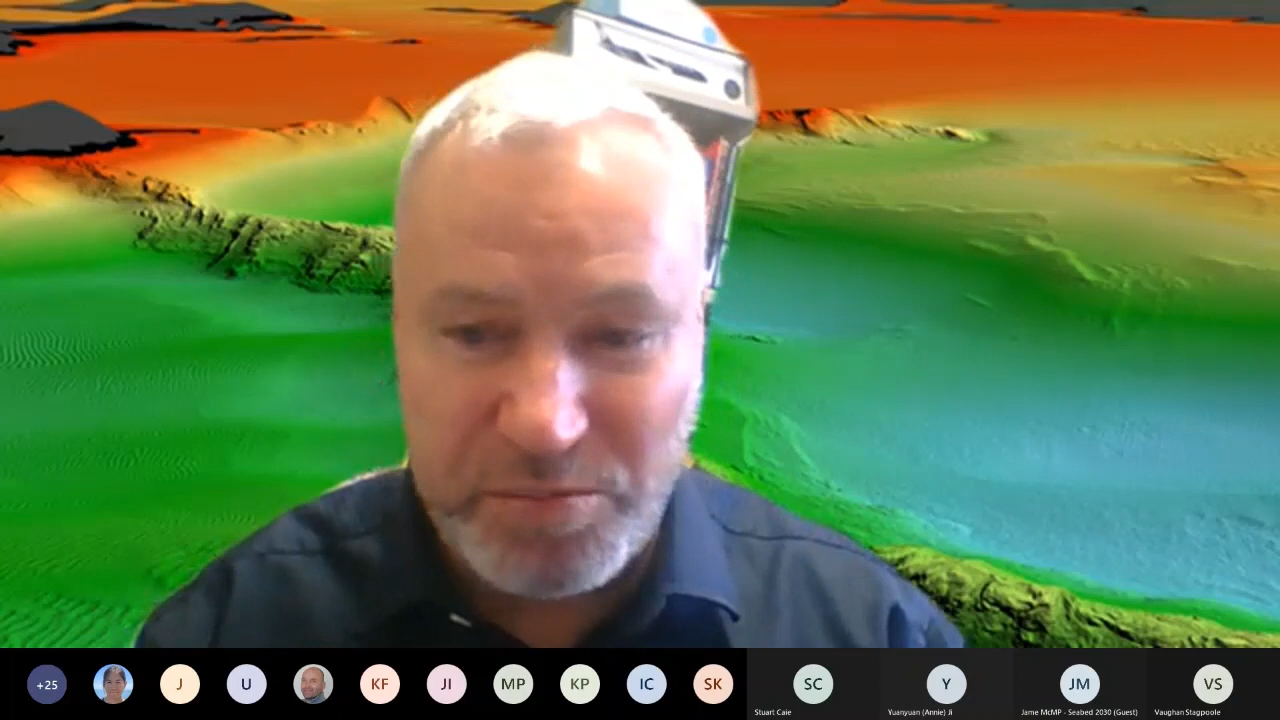 +25
J
U
KF
JI
MP
KP
IC
SK
SC
Y
JM
VS
Stuart Caie
Yuanyuan (Annie) Ji
Jame McMP - Seabed 2030 (Guest)
Vaughan Stagpoole